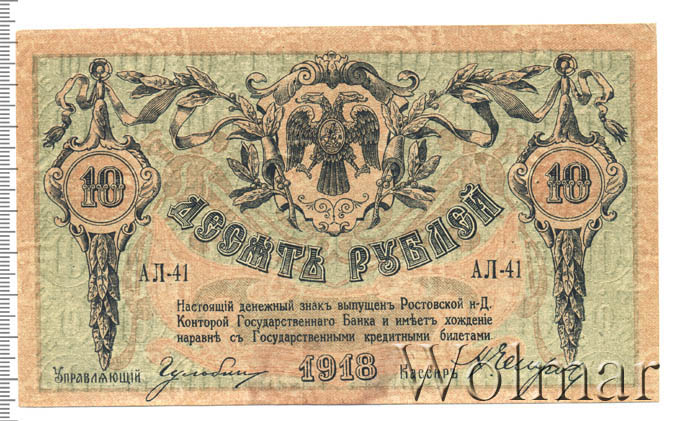 10
10
ДЕСЯТЬ РУБЛЕЙ
АЛ-41
АЛ-41
Настоящій денежный знакъ выпущенъ Ростовской н-Д.
Конторой Государственнаго Банка и имѣетъ хожденіе
наравнѣ съ Государственными кредитными билетами.
Управляющій
1918
Кассиръ
Wolmar